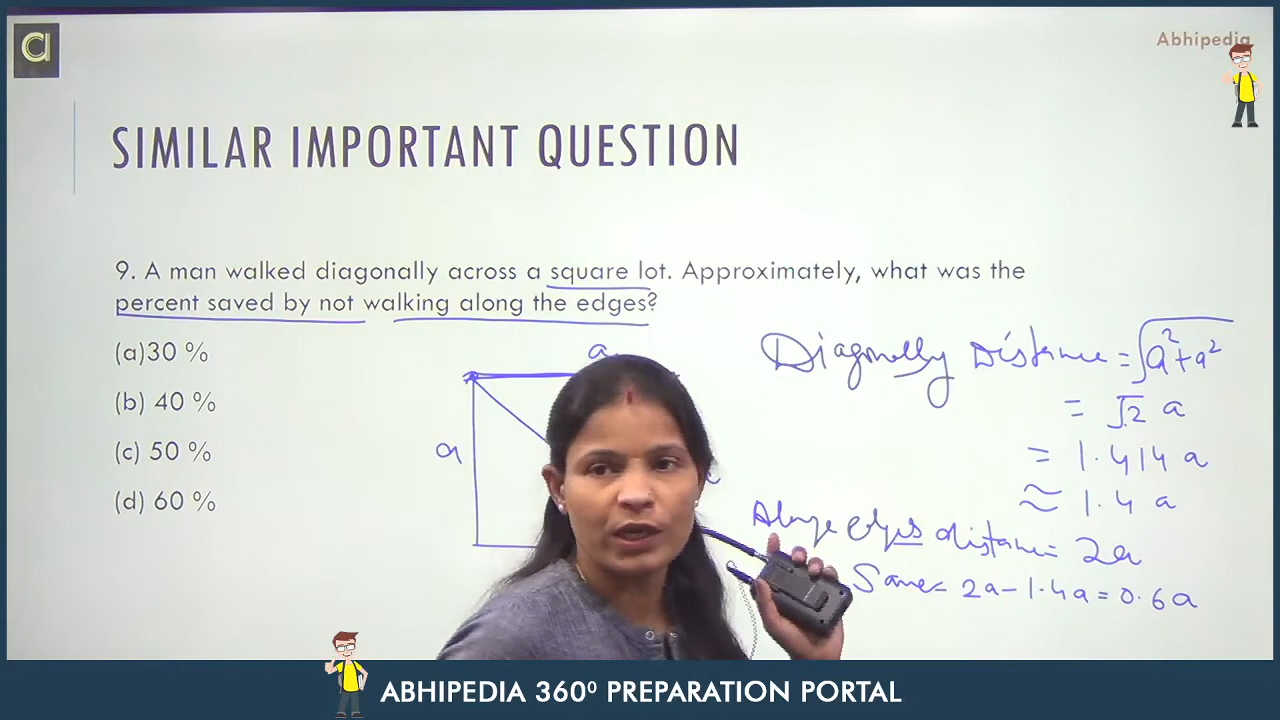 a
Abhipedia
SIMILAR IMPORTANT QUESTION
9. A man walked diagonally across a square lot. Approximately, what was the
percent saved by not walking along the edges?
(a)30 %
(b) 40 %
(c) 50 %
(d) 60 %
a
a
Diagonally Distance = √a²+a²
= √2 a
= 1.414 a
≈ 1.4 a
edges distance = 2a
= 2a - 1.4a = 0.6a
ABHIPEDIA 360⁰ PREPARATION PORTAL